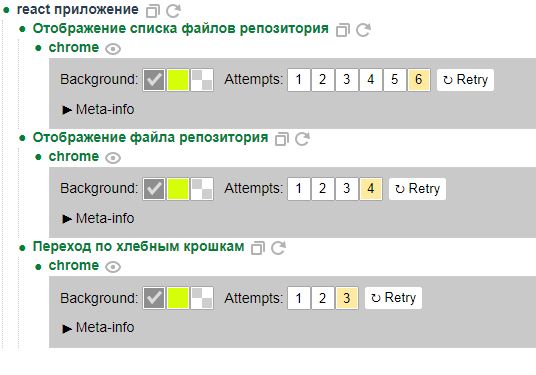 react приложение
Отображение списка файлов репозитория
chrome
Background: Attempts: 1 2 3 4 5 6 ↻ Retry
▶ Meta-info
Отображение файла репозитория
chrome
Background: Attempts: 1 2 3 4 ↻ Retry
▶ Meta-info
Переход по хлебным крошкам
chrome
Background: Attempts: 1 2 3 ↻ Retry
▶ Meta-info